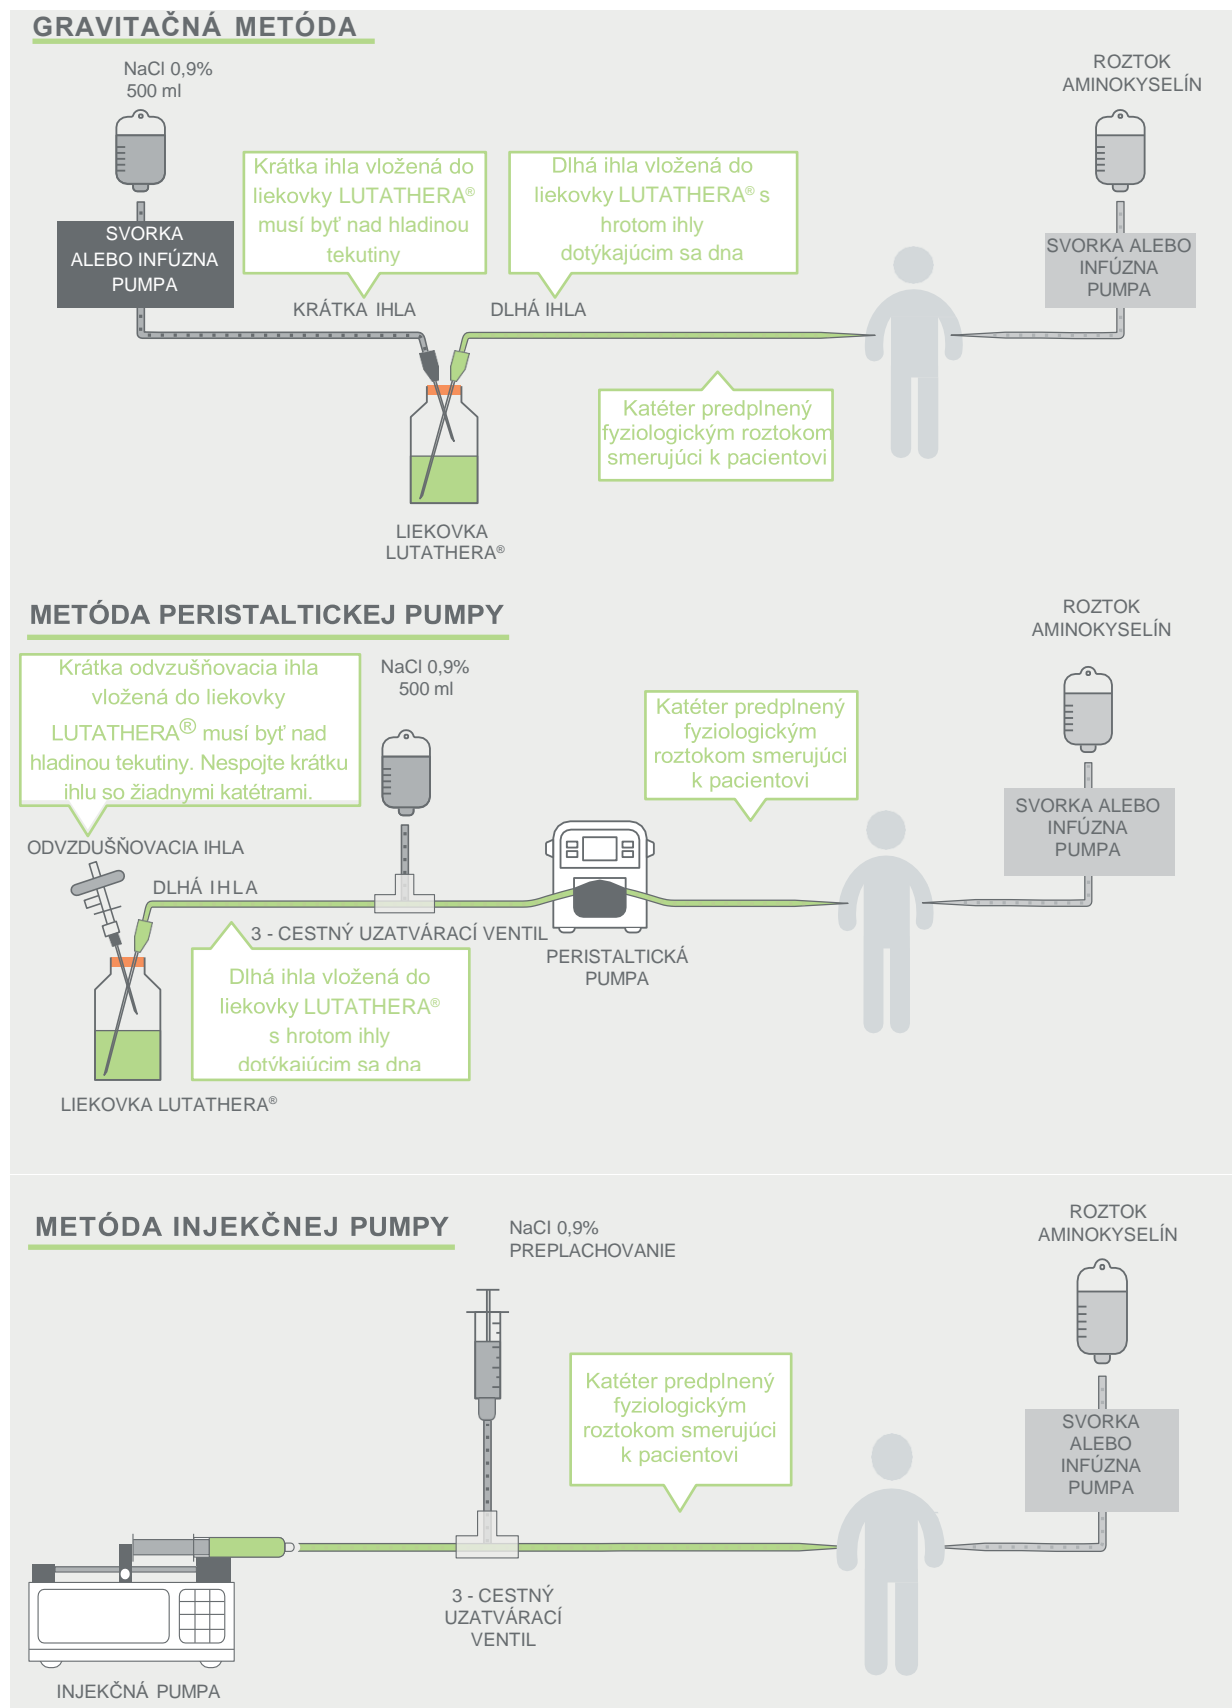 GRAVITAČNÁ METÓDA
NaCl 0,9%
500 ml
ROZTOK
AMINOKYSELÍN
Krátka ihla vložená do
liekovky LUTATHERA®
musí byť nad hladinou
tekutiny
Dlhá ihla vložená do
liekovky LUTATHERA® s
hrotom ihly
dotýkajúcim sa dna
SVORKA
ALEBO INFÚZNA
PUMPA
SVORKA ALEBO
INFÚZNA
PUMPA
KRÁTKA IHLA
DLHÁ IHLA
Katéter predplnený
fyziologickým roztokom
smerujúci k pacientovi
LIEKOVKA
LUTATHERA®
METÓDA PERISTALTICKEJ PUMPY
ROZTOK
AMINOKYSELÍN
Krátka odvzušňovacia ihla
vložená do liekovky
LUTATHERA® musí byť nad
hladinou tekutiny. Nespojte krátku
ihlu so žiadnymi katétrami.
NaCl 0,9%
500 ml
Katéter predplnený
fyziologickým
roztokom smerujúci
k pacientovi
SVORKA ALEBO
INFÚZNA
PUMPA
ODVZDUŠŇOVACIA IHLA
DLHÁ IHLA
3 - CESTNÝ UZATVÁRACÍ VENTIL
PERISTALTICKÁ
PUMPA
Dlhá ihla vložená do
liekovky LUTATHERA®
s hrotom ihly
dotýkajúcim sa dna
LIEKOVKA LUTATHERA®
METÓDA INJEKČNEJ PUMPY
NaCl 0,9%
PREPLACHOVANIE
ROZTOK
AMINOKYSELÍN
Katéter predplnený
fyziologickým
roztokom smerujúci
k pacientovi
SVORKA
ALEBO
INFÚZNA
PUMPA
3 - CESTNÝ
UZATVÁRACÍ
VENTIL
INJEKČNÁ PUMPA